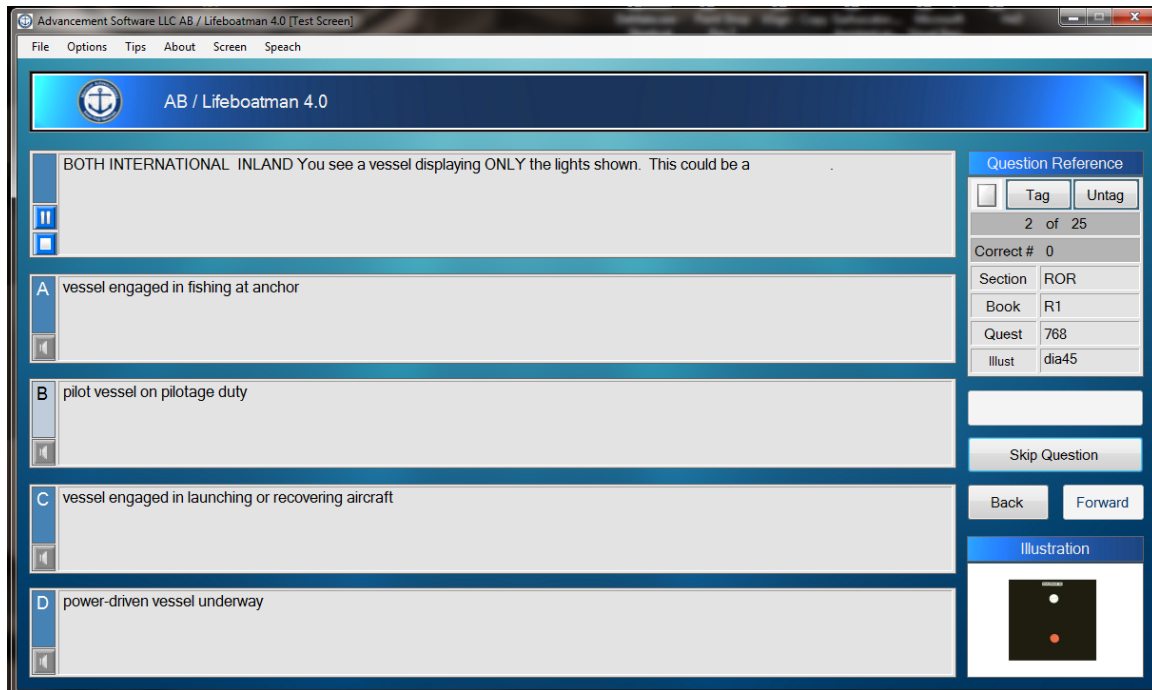 Advancement Software LLC AB / Lifeboatman 4.0 [Test Screen]
File Options Tips About Screen Speach
AB / Lifeboatman 4.0
BOTH INTERNATIONAL INLAND You see a vessel displaying ONLY the lights shown. This could be a .
A vessel engaged in fishing at anchor
B pilot vessel on pilotage duty
C vessel engaged in launching or recovering aircraft
D power-driven vessel underway
Question Reference
Tag Untag
2 of 25
Correct # 0
Section ROR
Book R1
Quest 768
Illust dia45
Skip Question
Back Forward
Illustration